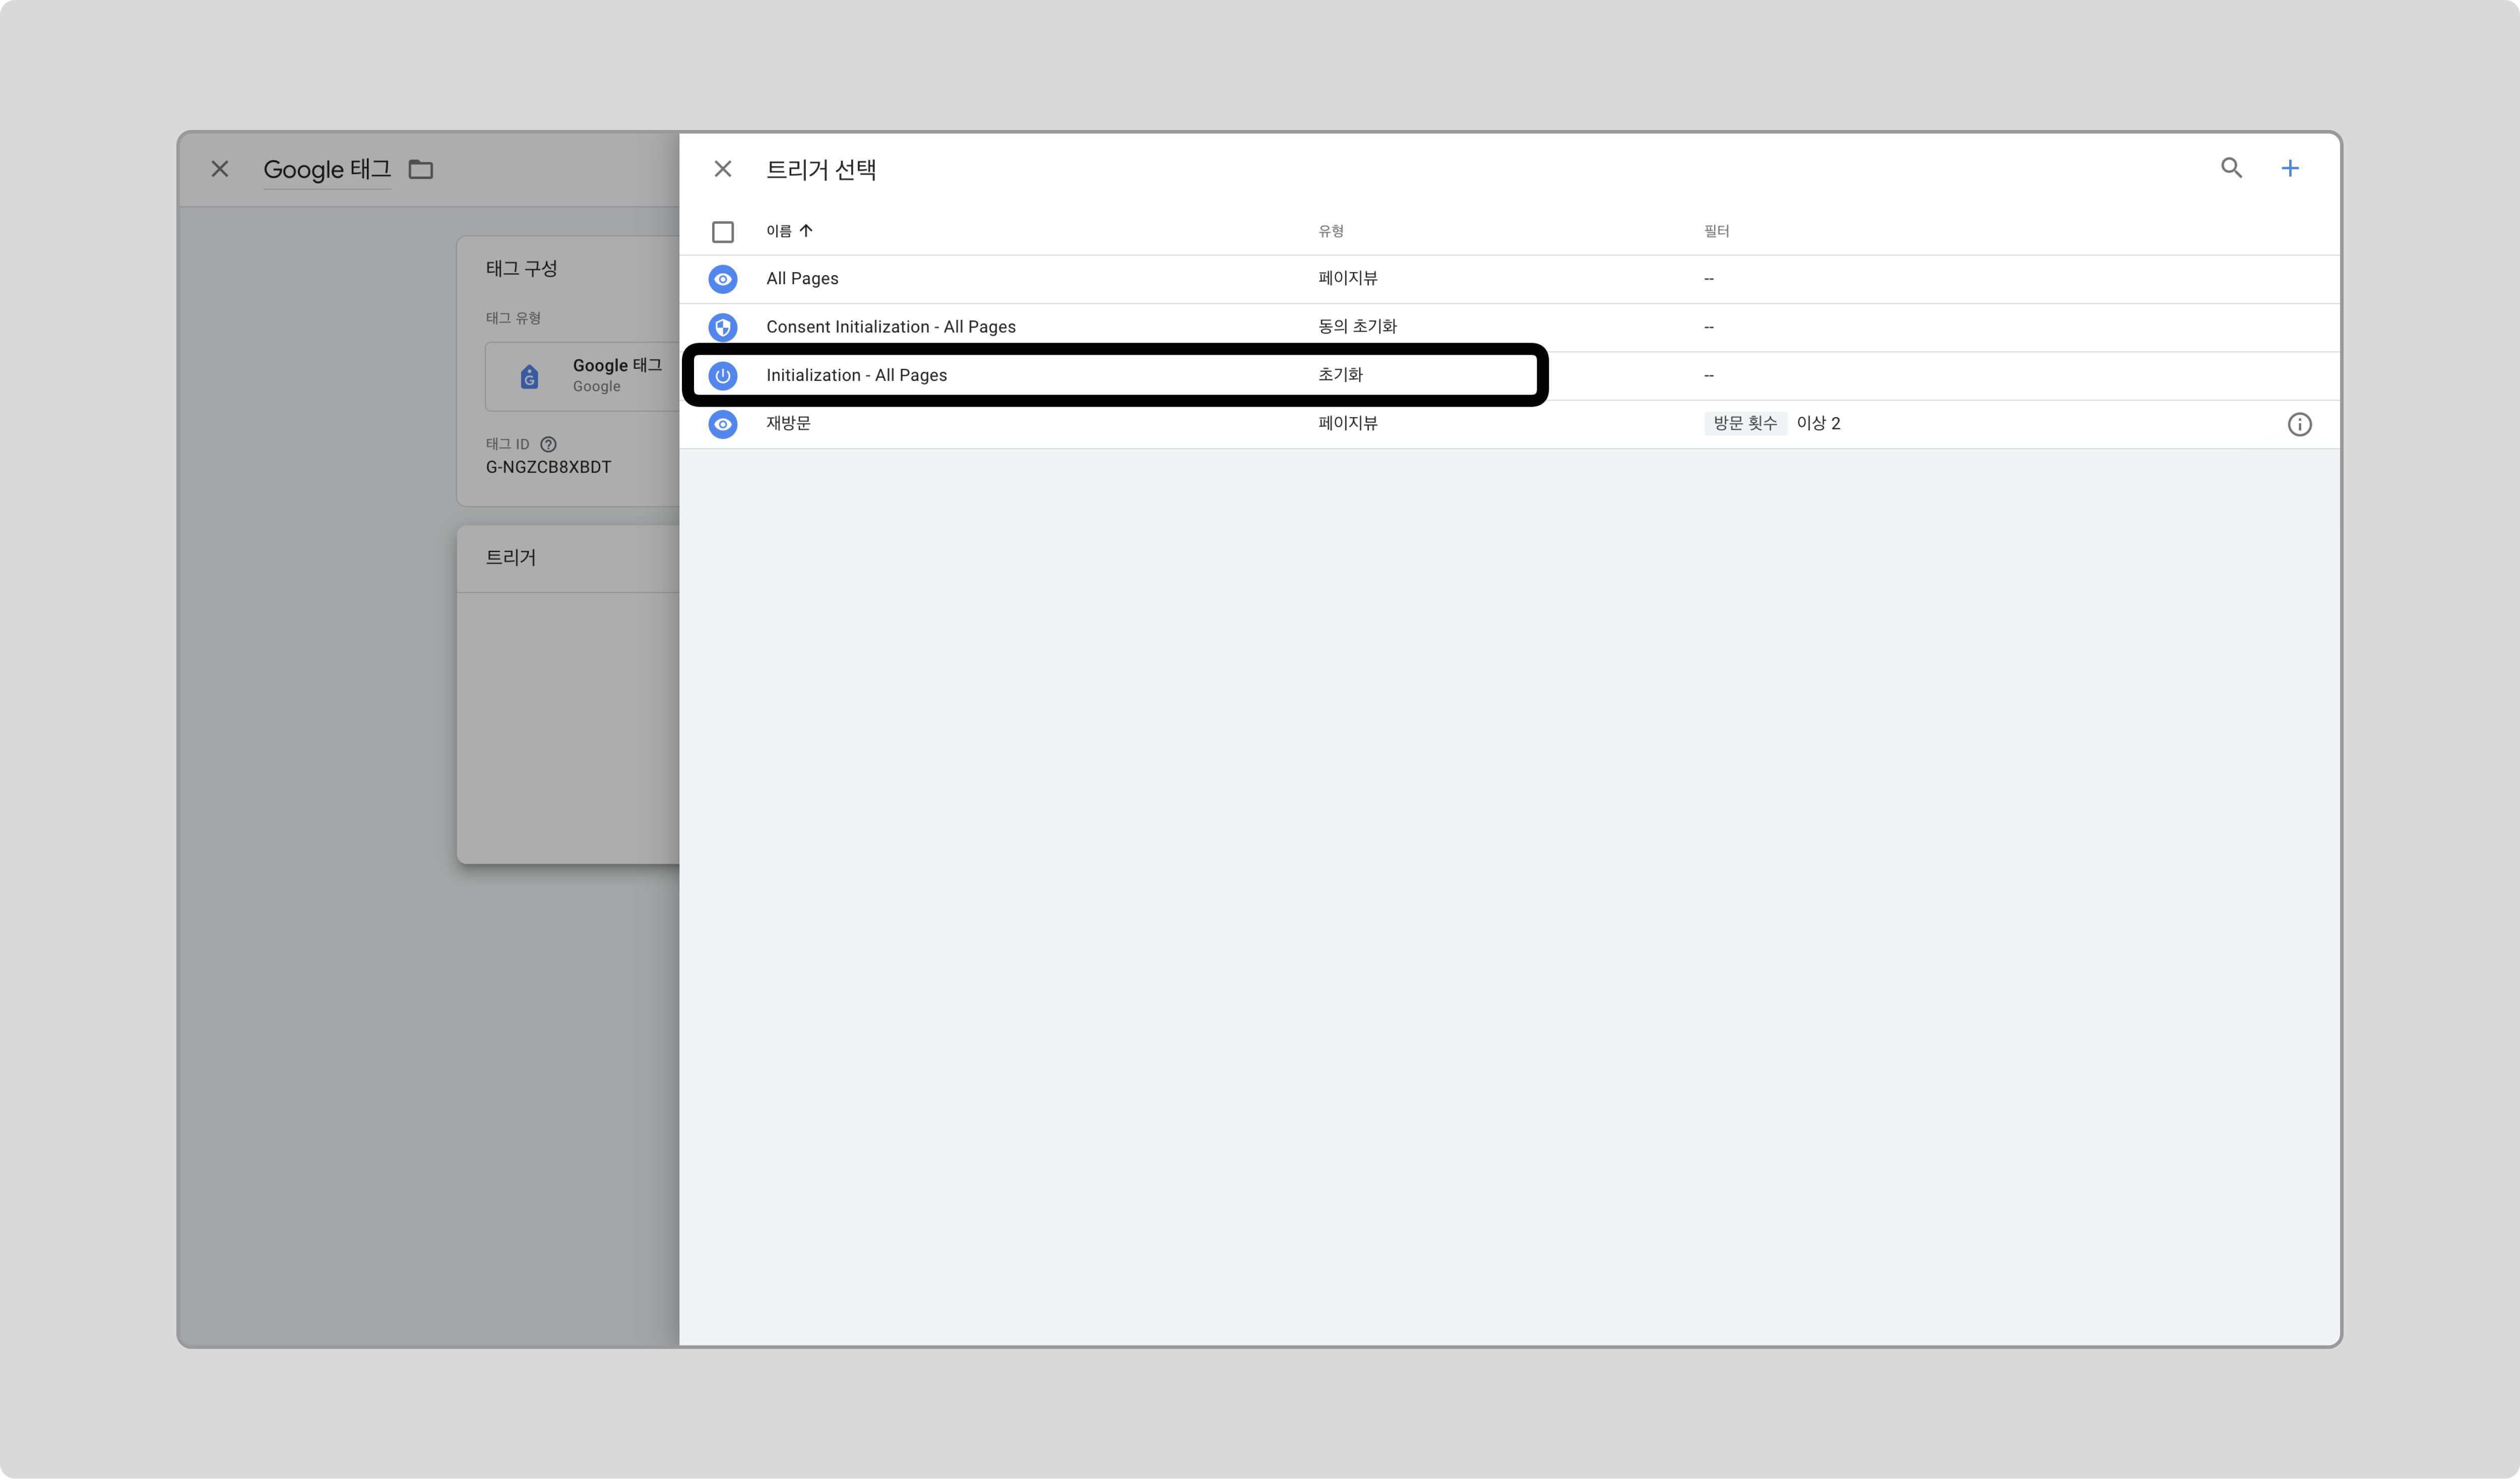 Google 태그
태그 구성
태그 유형
Google 태그
Google
태그 ID
G-NGZCB8XBDT
트리거
트리거 선택
이름 유형 필터
All Pages 페이지뷰 --
Consent Initialization - All Pages 동의 초기화 --
Initialization - All Pages 초기화 --
재방문 페이지뷰 방문 횟수 이상 2